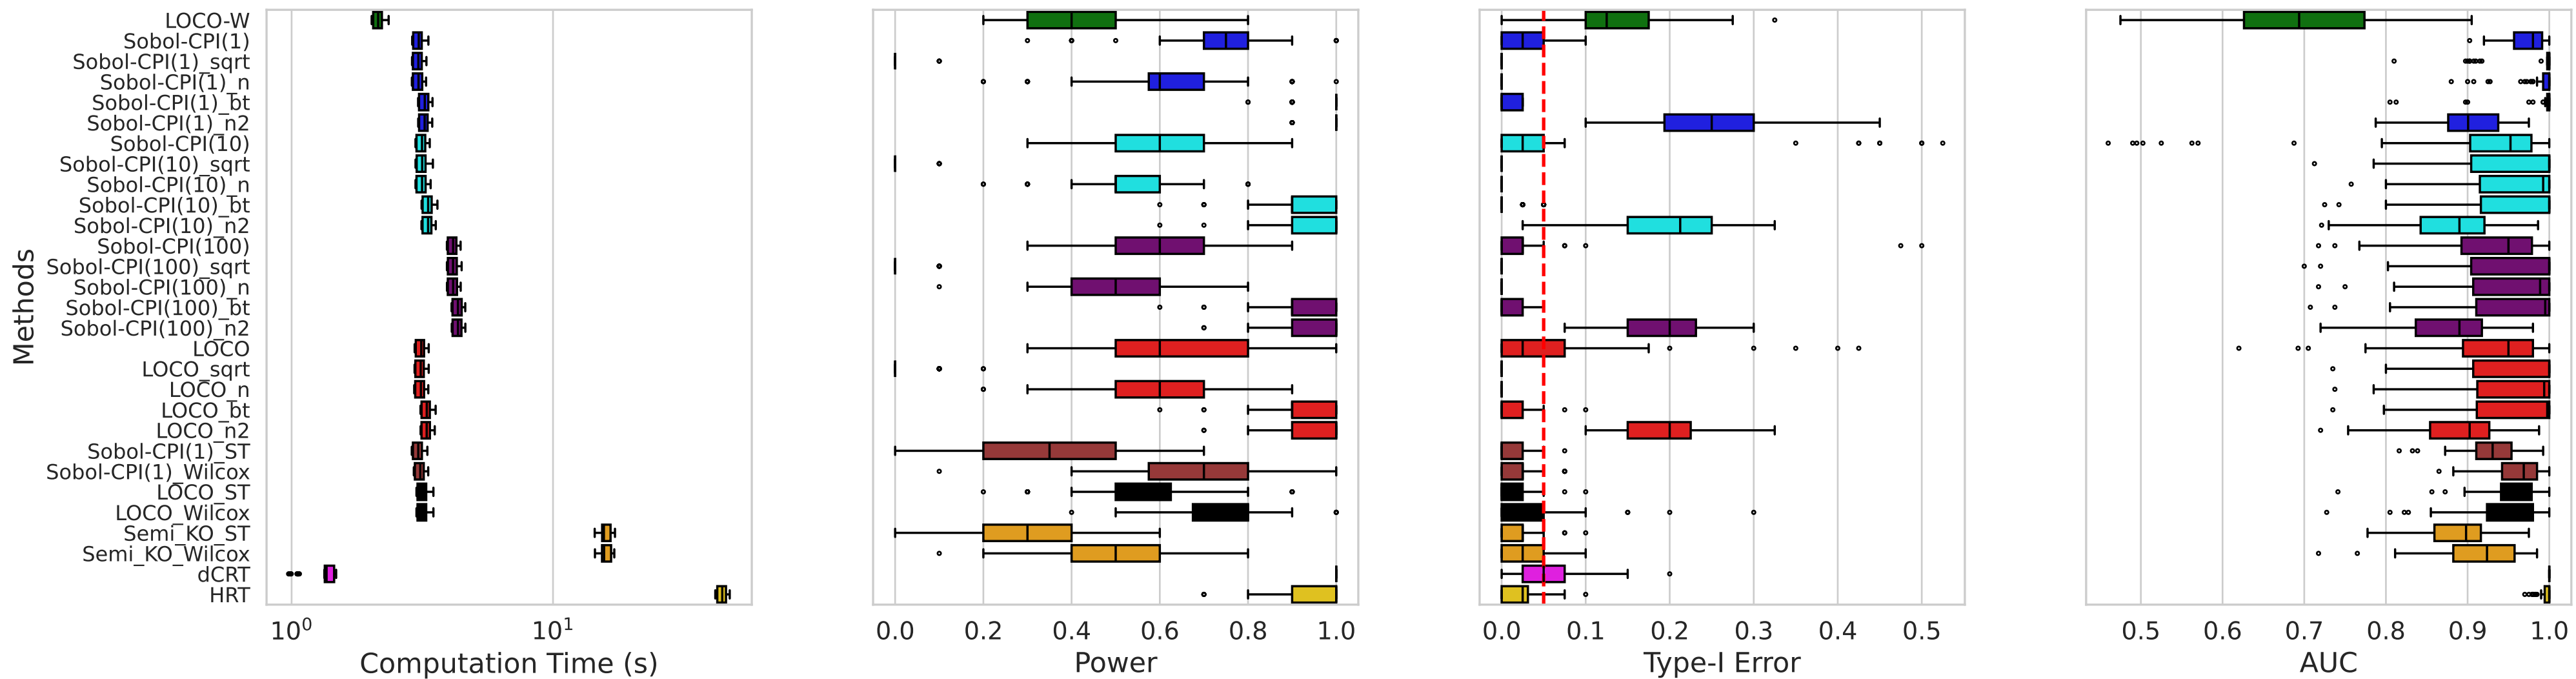 Methods
LOCO-W
Sobol-CPI(1)
Sobol-CPI(1)_sqrt
Sobol-CPI(1)_n
Sobol-CPI(1)_bt
Sobol-CPI(1)_n2
Sobol-CPI(10)
Sobol-CPI(10)_sqrt
Sobol-CPI(10)_n
Sobol-CPI(10)_bt
Sobol-CPI(10)_n2
Sobol-CPI(100)
Sobol-CPI(100)_sqrt
Sobol-CPI(100)_n
Sobol-CPI(100)_bt
Sobol-CPI(100)_n2
LOCO
LOCO_sqrt
LOCO_n
LOCO_bt
LOCO_n2
Sobol-CPI(1)_ST
Sobol-CPI(1)_Wilcox
LOCO_ST
LOCO_Wilcox
Semi_KO_ST
Semi_KO_Wilcox
dCRT
HRT
10⁰ 10¹
Computation Time (s)
0.0 0.2 0.4 0.6 0.8 1.0
Power
0.0 0.1 0.2 0.3 0.4 0.5
Type-I Error
0.5 0.6 0.7 0.8 0.9 1.0
AUC